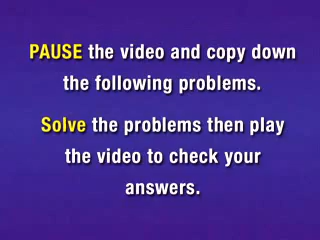 PAUSE the video and copy down
the following problems.
Solve the problems then play
the video to check your
answers.